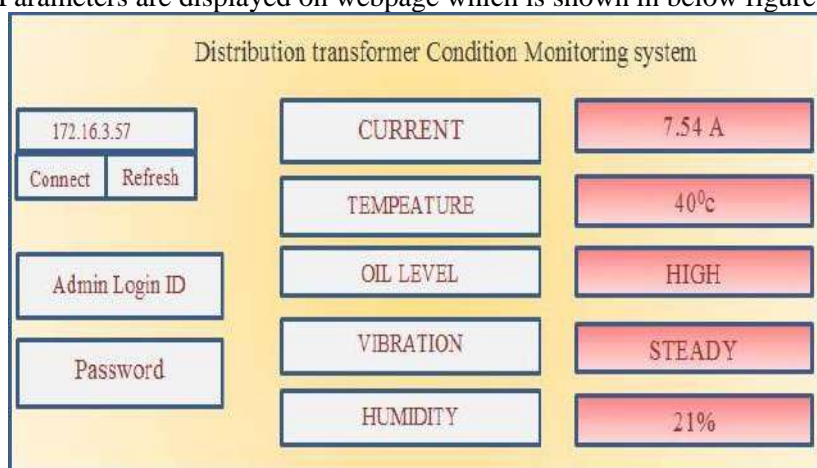 Parameters are displayed on webpage which is shown in below figure
Distribution transformer Condition Monitoring system
172.16.3.57
Connect Refresh
Admin Login ID
Password
CURRENT 7.54 A
TEMPEATURE 40⁰c
OIL LEVEL HIGH
VIBRATION STEADY
HUMIDITY 21%